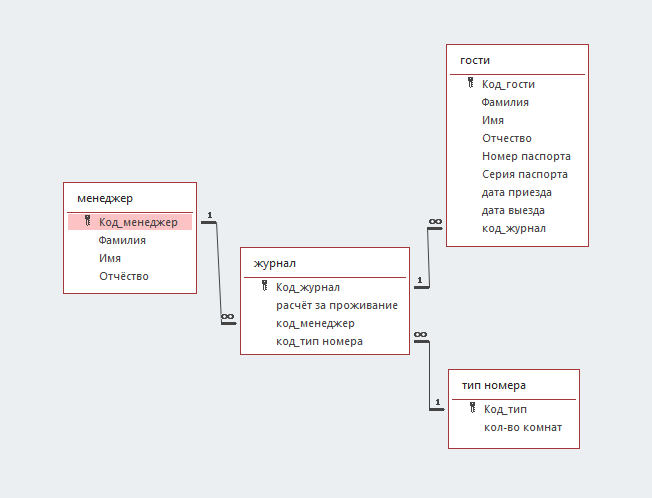 гости
Код_гости
Фамилия
Имя
Отчество
Номер паспорта
Серия паспорта
дата приезда
дата выезда
код_журнал
менеджер
Код_менеджер
Фамилия
Имя
Отчёство
1
∞
журнал
Код_журнал
расчёт за проживание
код_менеджер
код_тип номера
∞
1
∞
1
тип номера
Код_тип
кол-во комнат